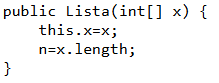 public Lista(int[] x) {
    this.x=x;
    n=x.length;
}